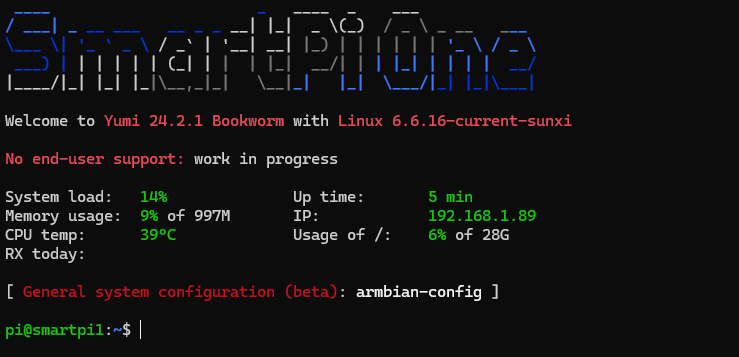 SmartPi One
Welcome to Yumi 24.2.1 Bookworm with Linux 6.6.16-current-sunxi
No end-user support: work in progress
System load: 14% Up time: 5 min
Memory usage: 9% of 997M IP: 192.168.1.89
CPU temp: 39°C Usage of /: 6% of 28G
RX today:
[ General system configuration (beta): armbian-config ]
pi@smartpi1:~$